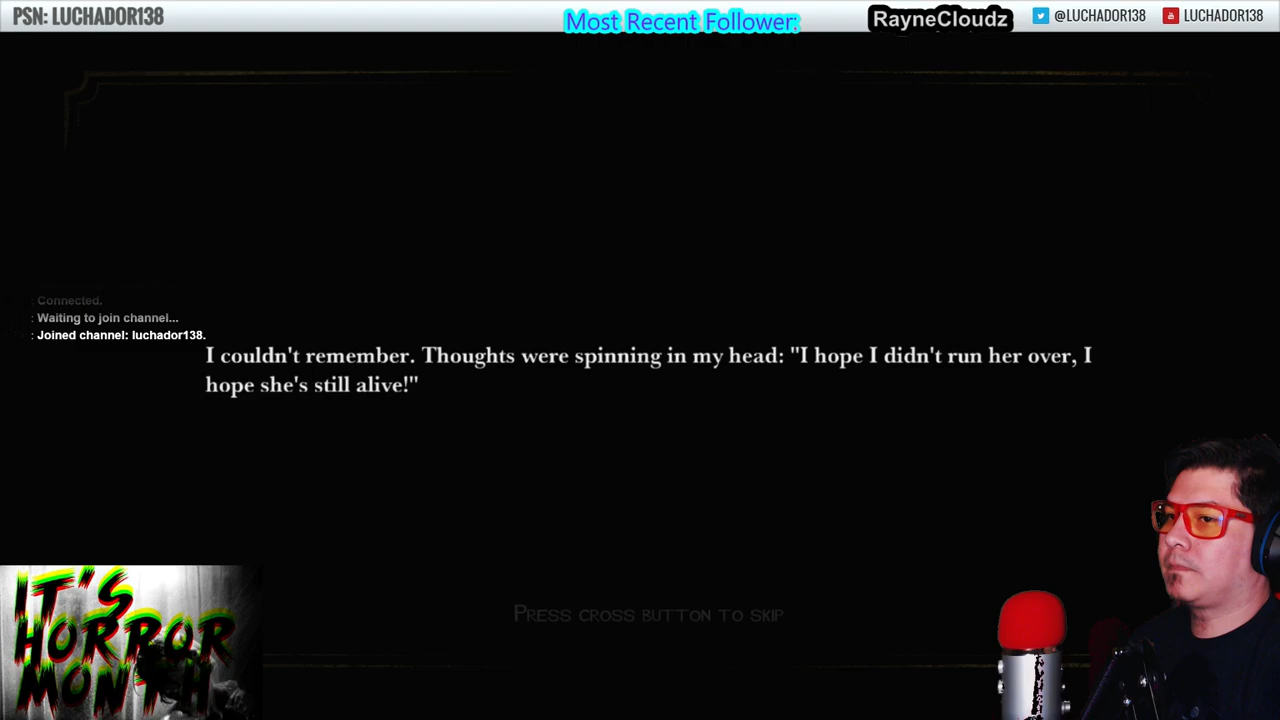 PSN: LUCHADOR138
Most Recent Follower:
RayneCloudz
@LUCHADOR138
LUCHADOR138
: Connected.
: Waiting to join channel...
: Joined channel: luchador138.
I couldn't remember. Thoughts were spinning in my head: "I hope I didn't run her over, I
hope she's still alive!"
PRESS CROSS BUTTON TO SKIP
IT'S
HORROR
MONTH